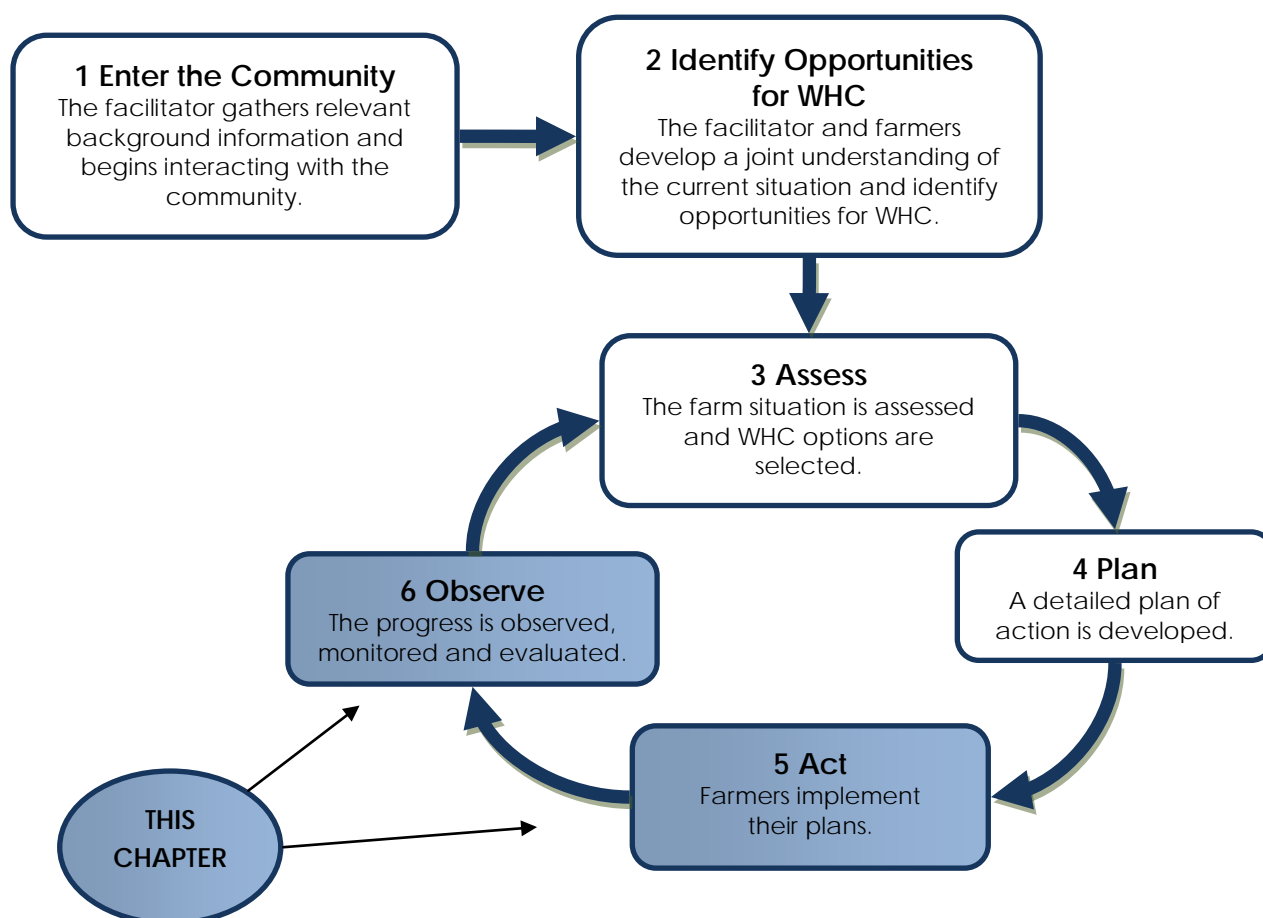 1 Enter the Community
The facilitator gathers relevant
background information and
begins interacting with the
community.
2 Identify Opportunities
for WHC
The facilitator and farmers
develop a joint understanding of
the current situation and identify
opportunities for WHC.
3 Assess
The farm situation is assessed
and WHC options are
selected.
4 Plan
A detailed plan of
action is developed.
5 Act
Farmers implement
their plans.
6 Observe
The progress is observed,
monitored and evaluated.
THIS
CHAPTER